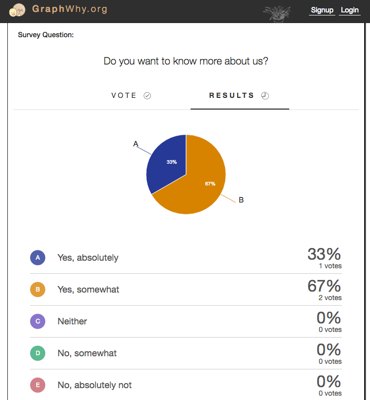 GraphWhy.org
Signup Login
Survey Question:
Do you want to know more about us?
VOTE RESULTS
A
33%
67%
B
A Yes, absolutely 33%
1 votes
B Yes, somewhat 67%
2 votes
C Neither 0%
0 votes
D No, somewhat 0%
0 votes
E No, absolutely not 0%
0 votes